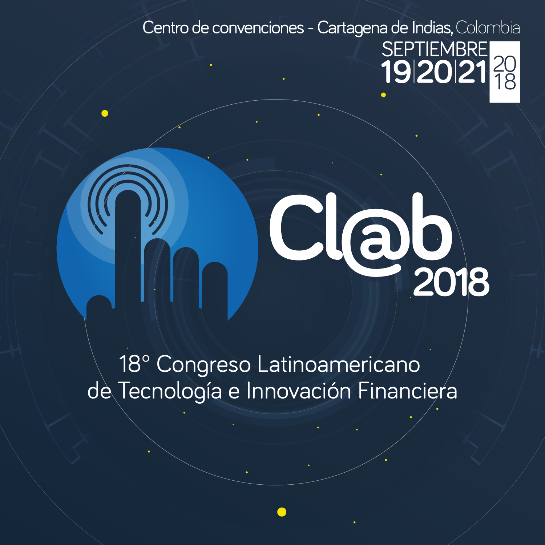 Centro de convenciones - Cartagena de Indias, Colombia
SEPTIEMBRE
19|20|21 2018
Cl@b
2018
18° Congreso Latinoamericano
de Tecnología e Innovación Financiera